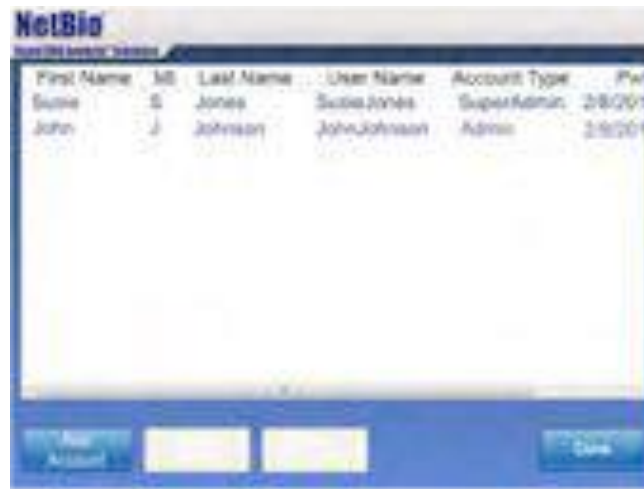 NetBio
First Name MI Last Name User Name Account Type
Susie S Jones SusieJones SuperAdmin
John J Johnson JohnJohnson Admin
Account
Done